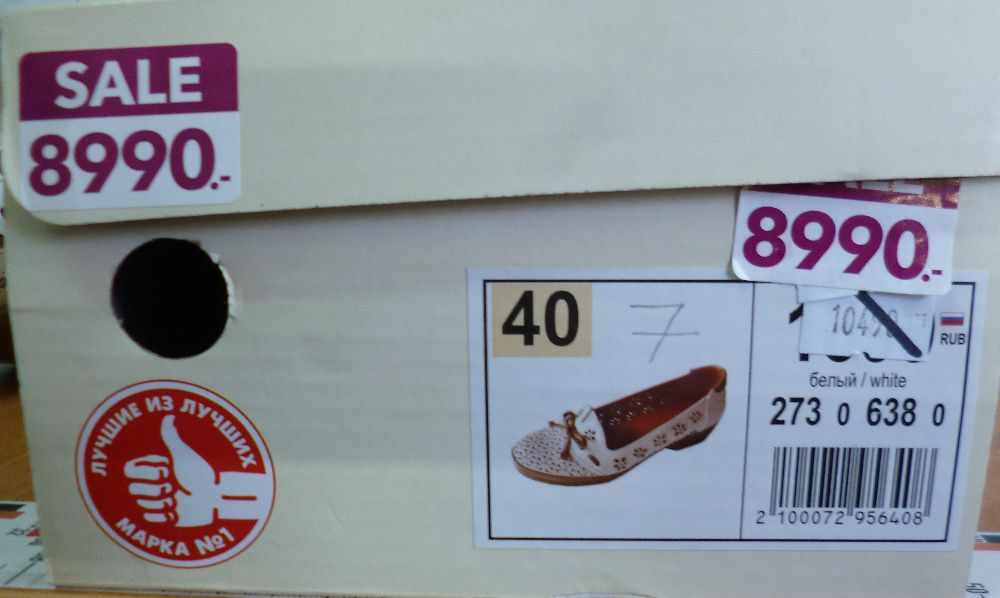 SALE
8990.-
8990.-
40
7
RUB
белый / white
273 0 638 0
2 100072 956408
ЛУЧШИЕ ИЗ ЛУЧШИХ
МАРКА №1